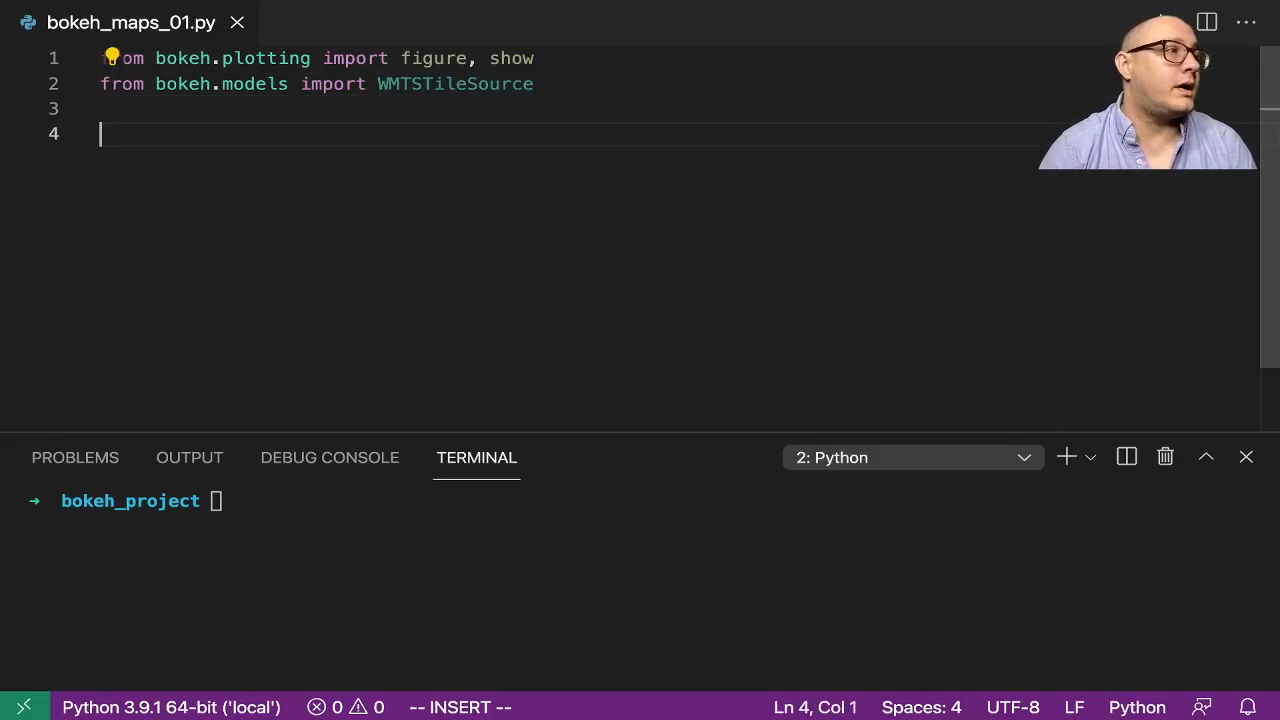 bokeh_maps_01.py
1 from bokeh.plotting import figure, show
2 from bokeh.models import WMTSTileSource
3
4
PROBLEMS OUTPUT DEBUG CONSOLE TERMINAL 2: Python
→ bokeh_project
Python 3.9.1 64-bit ('local') 0 0 -- INSERT -- Ln 4, Col 1 Spaces: 4 UTF-8 LF Python